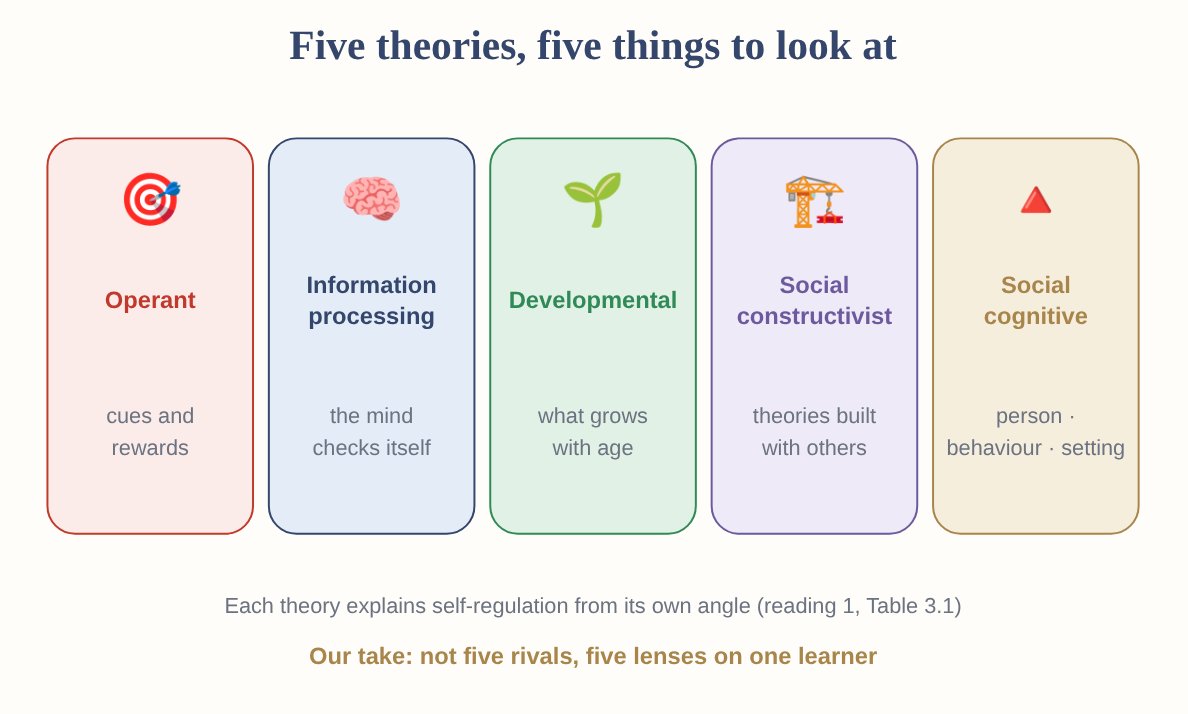 Five theories, five things to look at
Operant
cues and
rewards
Information
processing
the mind
checks itself
Developmental
what grows
with age
Social
constructivist
theories built
with others
Social
cognitive
person ·
behaviour · setting
Each theory explains self-regulation from its own angle (reading 1, Table 3.1)
Our take: not five rivals, five lenses on one learner